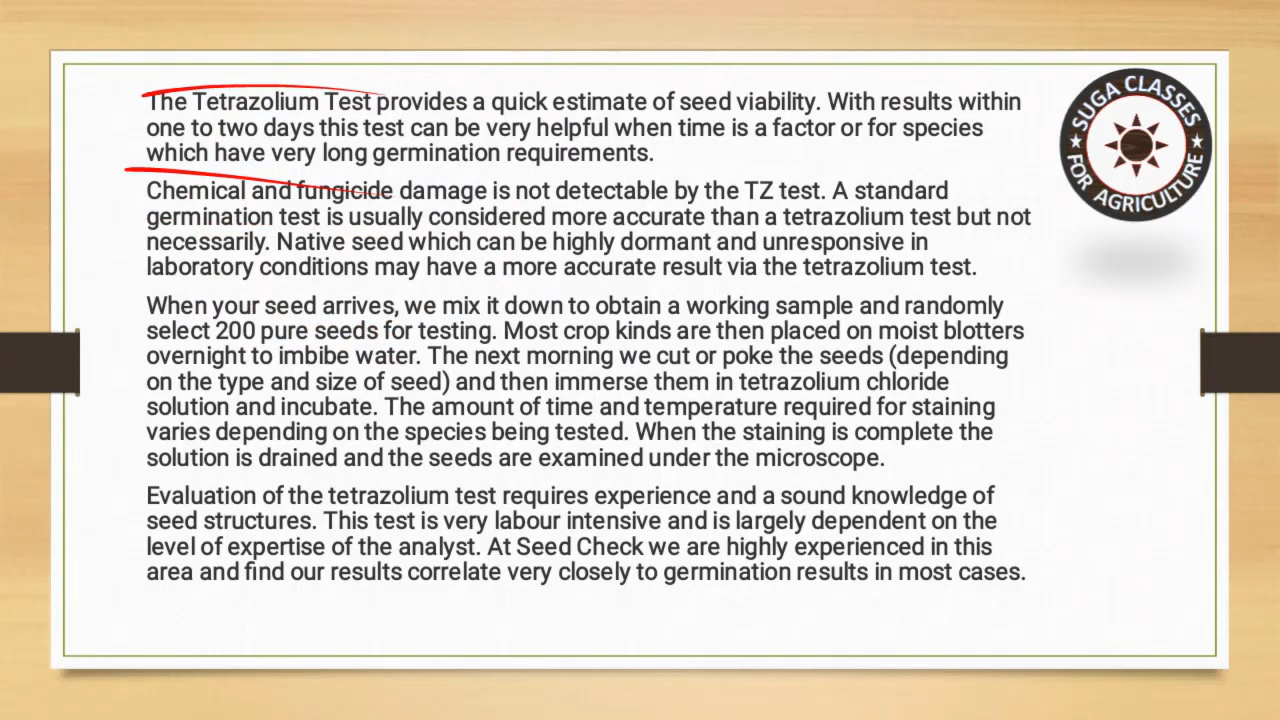 The Tetrazolium Test provides a quick estimate of seed viability. With results within
one to two days this test can be very helpful when time is a factor or for species
which have very long germination requirements.
Chemical and fungicide damage is not detectable by the TZ test. A standard
germination test is usually considered more accurate than a tetrazolium test but not
necessarily. Native seed which can be highly dormant and unresponsive in
laboratory conditions may have a more accurate result via the tetrazolium test.
When your seed arrives, we mix it down to obtain a working sample and randomly
select 200 pure seeds for testing. Most crop kinds are then placed on moist blotters
overnight to imbibe water. The next morning we cut or poke the seeds (depending
on the type and size of seed) and then immerse them in tetrazolium chloride
solution and incubate. The amount of time and temperature required for staining
varies depending on the species being tested. When the staining is complete the
solution is drained and the seeds are examined under the microscope.
Evaluation of the tetrazolium test requires experience and a sound knowledge of
seed structures. This test is very labour intensive and is largely dependent on the
level of expertise of the analyst. At Seed Check we are highly experienced in this
area and find our results correlate very closely to germination results in most cases.
SUGA CLASSES
FOR AGRICULTURE